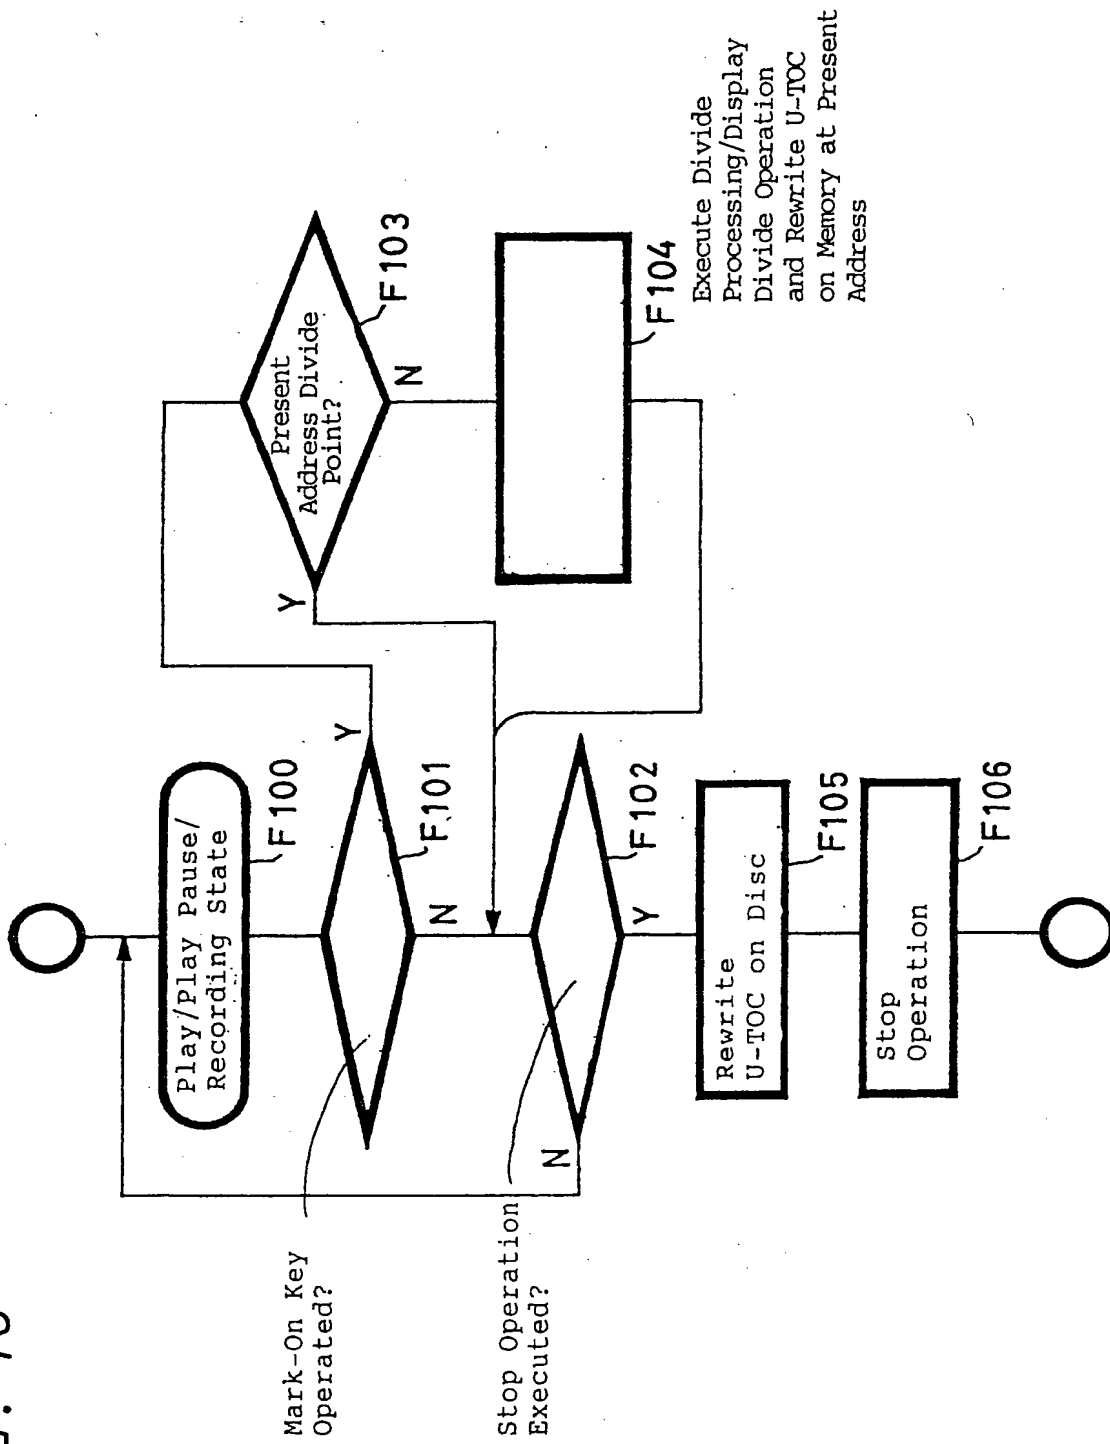 Play/Play Pause/
Recording State
F100
Mark-On Key
Operated?
F101
Y
N
Present
Address Divide
Point?
F103
Y
N
F104
Execute Divide
Processing/Display
Divide Operation
and Rewrite U-TOC
on Memory at Present
Address
Stop Operation
Executed?
F102
N
Y
Rewrite
U-TOC on Disc
F105
Stop
Operation
F106